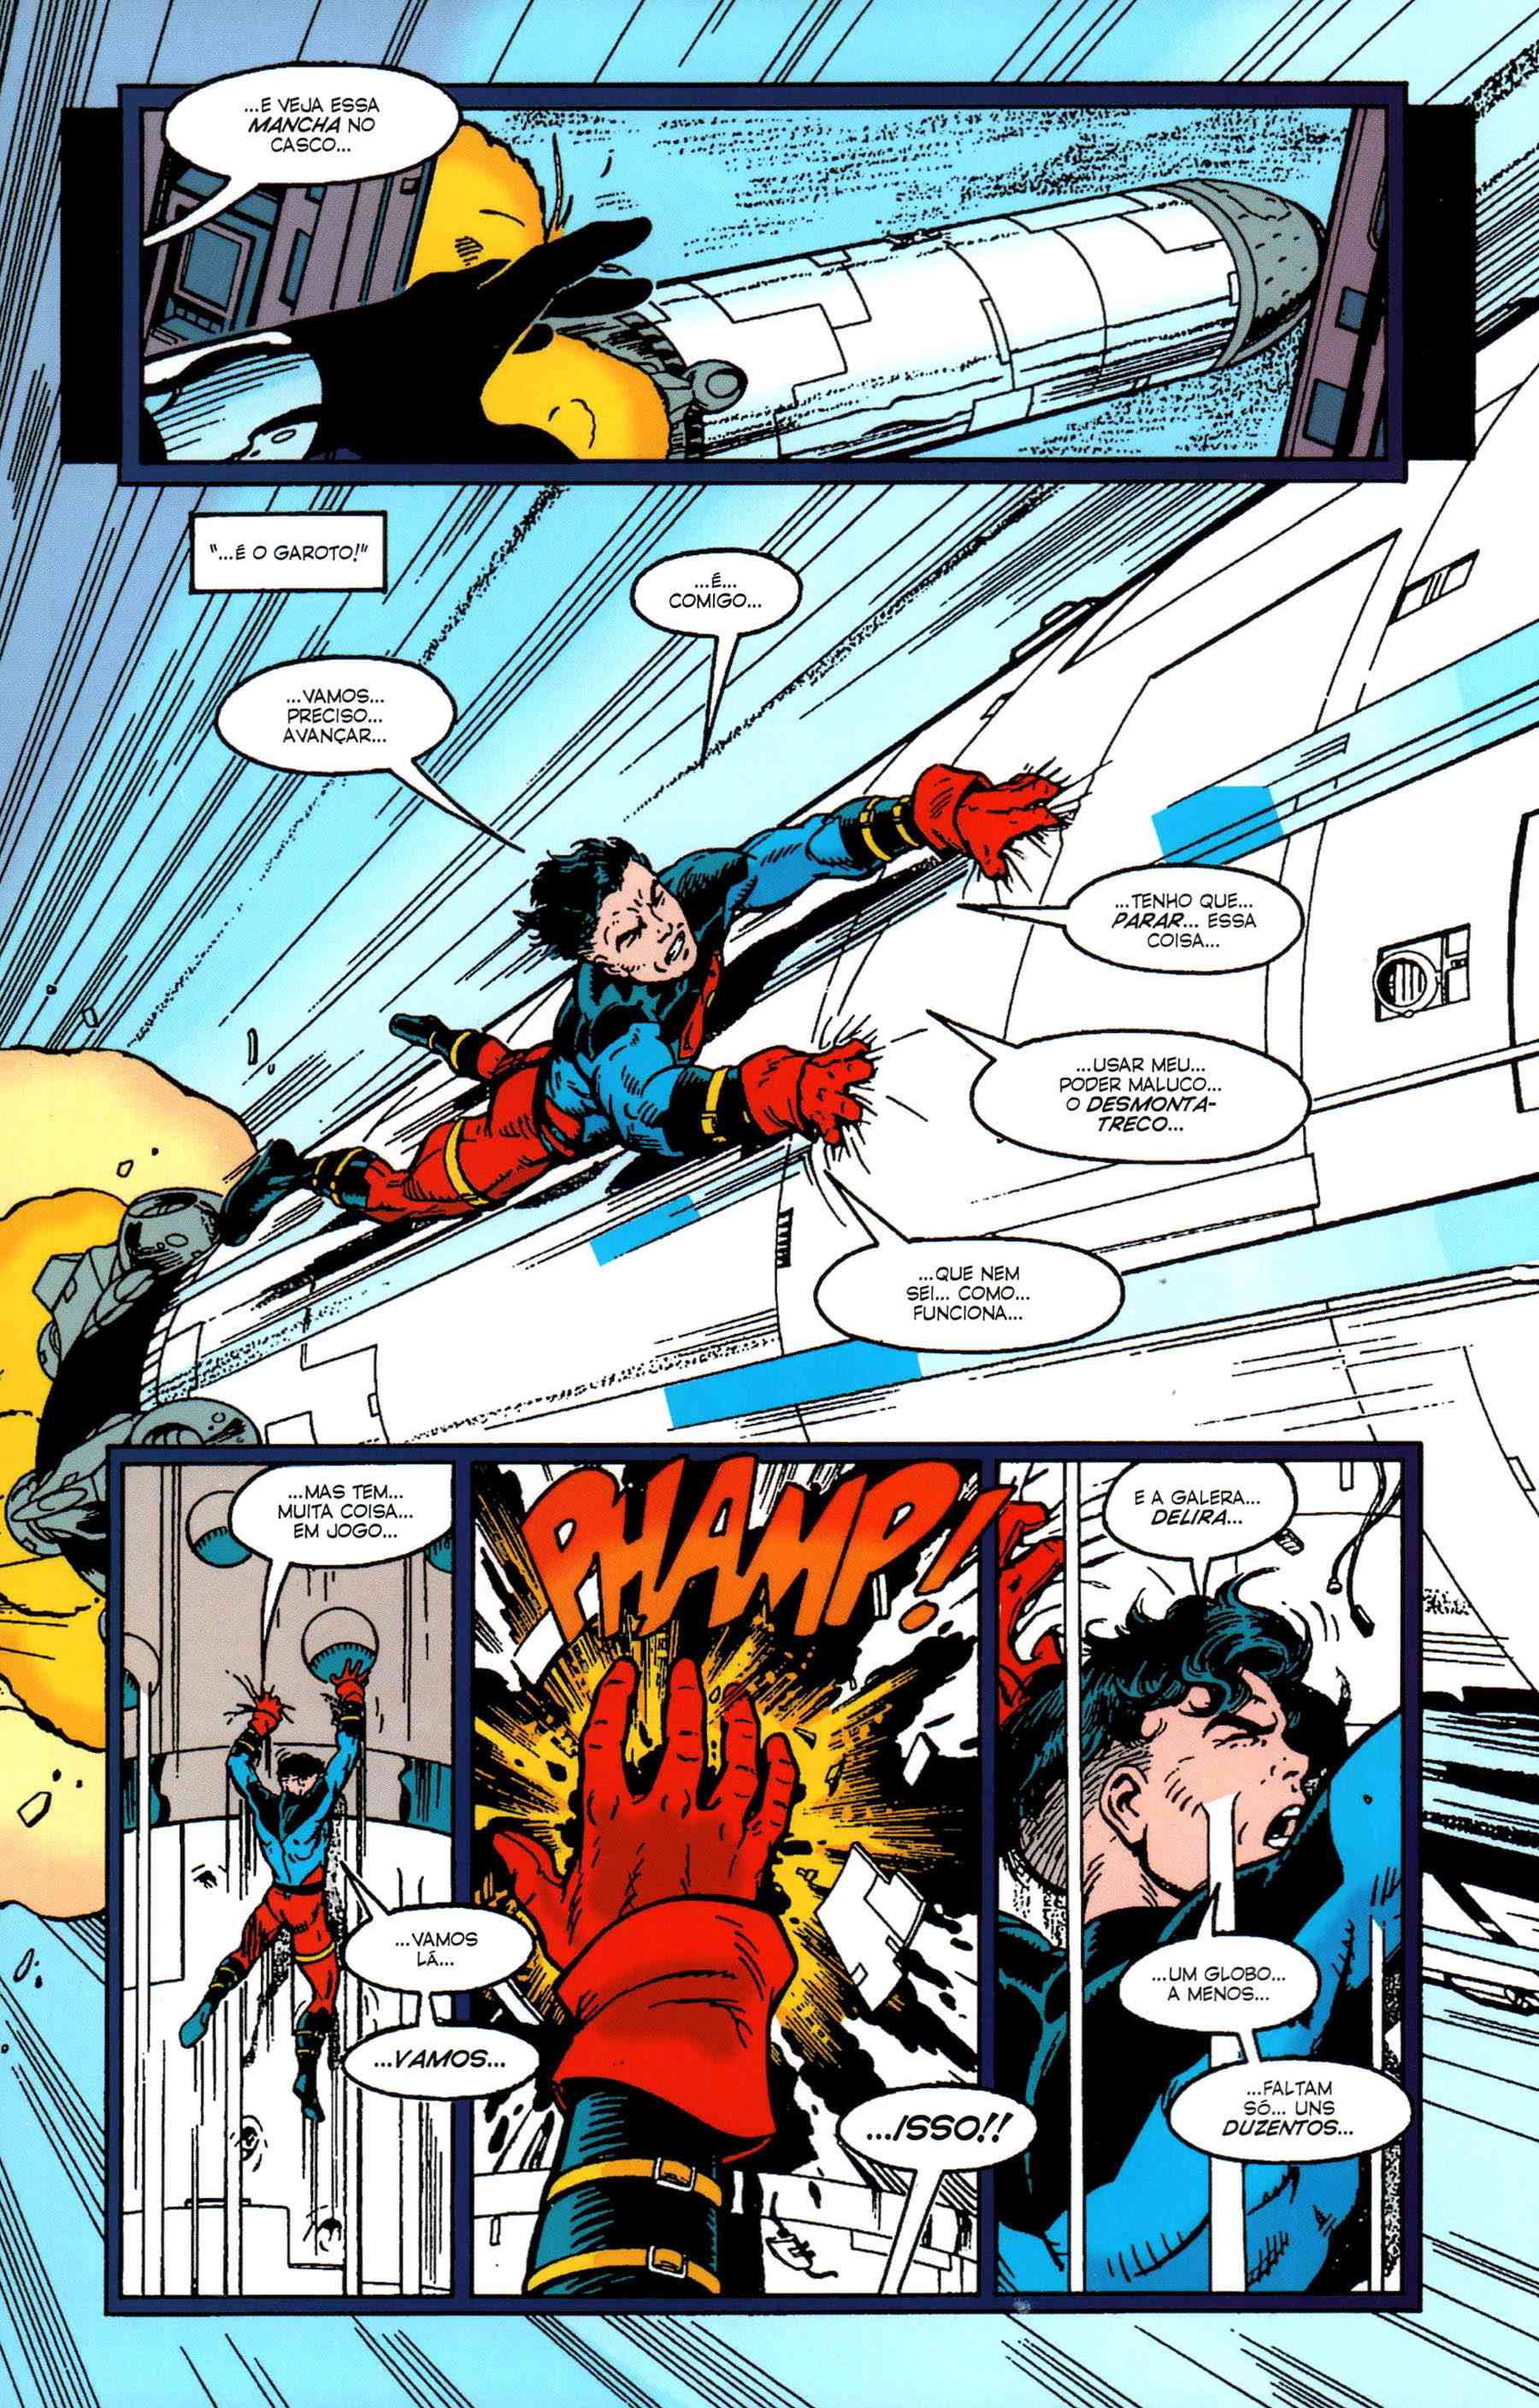 ...E VEJA ESSA
MANCHA NO
CASCO...
"...É O GAROTO!"
...É...
COMIGO...
...VAMOS...
PRECISO...
AVANÇAR...
...TENHO QUE...
PARAR... ESSA
COISA...
...USAR MEU...
PODER MALUCO...
O DESMONTA-
TRECO...
...QUE NEM
SEI... COMO...
FUNCIONA...
...MAS TEM...
MUITA COISA...
EM JOGO...
...VAMOS
LÁ...
...VAMOS...
PHAMP!
...ISSO!!
E A GALERA...
DELIRA...
...UM GLOBO...
A MENOS...
...FALTAM
SÓ... UNS
DUZENTOS...